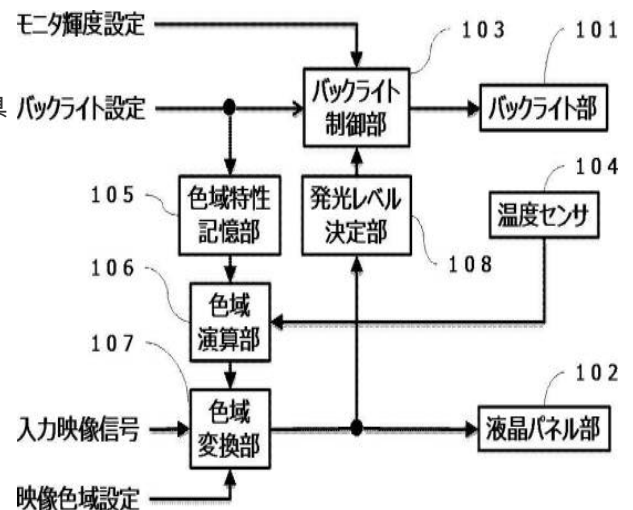 モニタ輝度設定
103
101
県
バックライト設定
バックライト
制御部
バックライト部
104
105
色域特性
記憶部
発光レベル
決定部
温度センサ
106
108
色域
演算部
107
102
入力映像信号
色域
変換部
液晶パネル部
映像色域設定